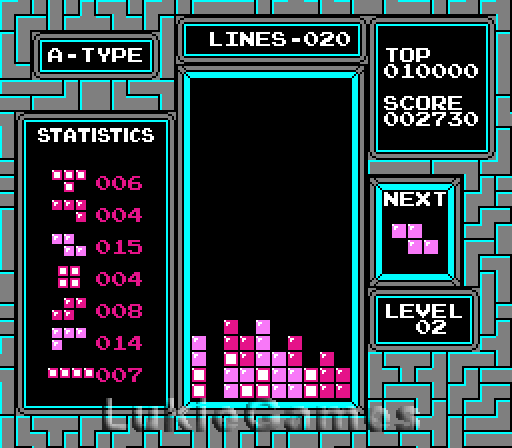 A-TYPE
LINES-020
TOP
010000
SCORE
002730
STATISTICS
006
004
015
004
008
014
007
NEXT
LEVEL
02
LukieGames